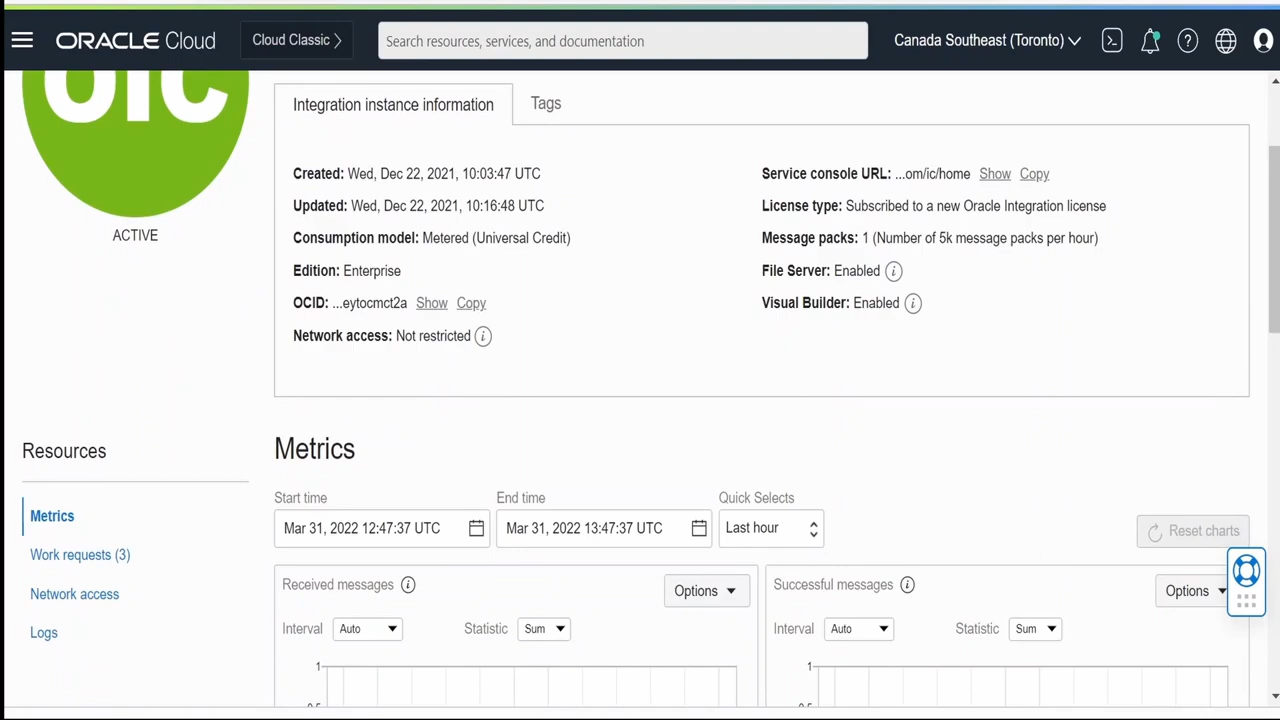 ORACLE Cloud
Cloud Classic
Search resources, services, and documentation
Canada Southeast (Toronto)
OIC
ACTIVE
Integration instance information
Tags
Created: Wed, Dec 22, 2021, 10:03:47 UTC
Updated: Wed, Dec 22, 2021, 10:16:48 UTC
Consumption model: Metered (Universal Credit)
Edition: Enterprise
OCID: ...eytocmct2a Show Copy
Network access: Not restricted
Service console URL: ...om/ic/home Show Copy
License type: Subscribed to a new Oracle Integration license
Message packs: 1 (Number of 5k message packs per hour)
File Server: Enabled
Visual Builder: Enabled
Resources
Metrics
Work requests (3)
Network access
Logs
Metrics
Start time
Mar 31, 2022 12:47:37 UTC
End time
Mar 31, 2022 13:47:37 UTC
Quick Selects
Last hour
Reset charts
Received messages
Options
Interval Auto
Statistic Sum
1
0.5
Successful messages
Options
Interval Auto
Statistic Sum
1
0.5